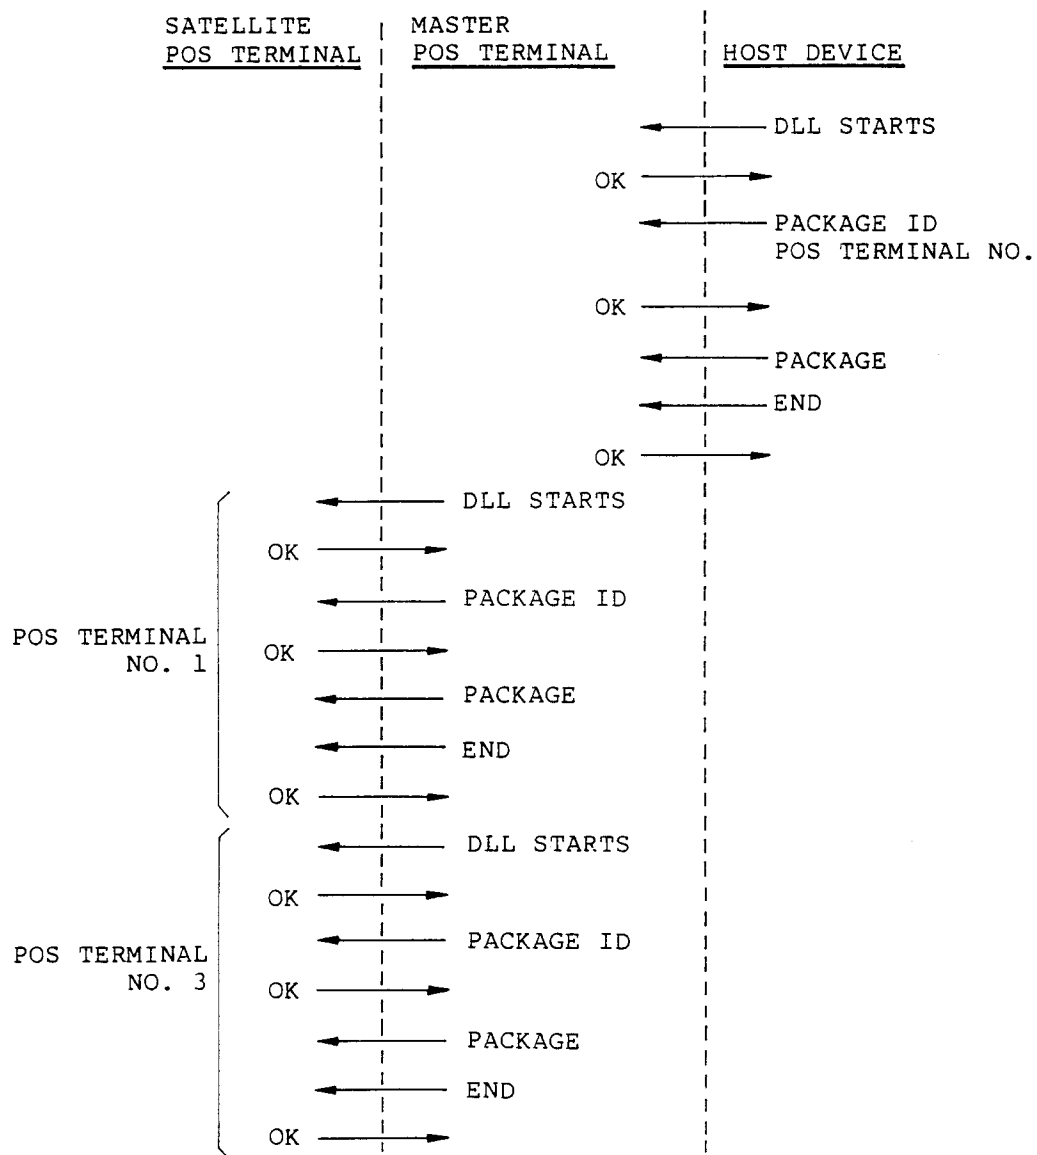 SATELLITE
POS TERMINAL
MASTER
POS TERMINAL
HOST DEVICE
DLL STARTS
OK
PACKAGE ID
POS TERMINAL NO.
OK
PACKAGE
END
OK
DLL STARTS
OK
PACKAGE ID
POS TERMINAL
NO. 1
OK
PACKAGE
END
OK
DLL STARTS
OK
PACKAGE ID
POS TERMINAL
NO. 3
OK
PACKAGE
END
OK